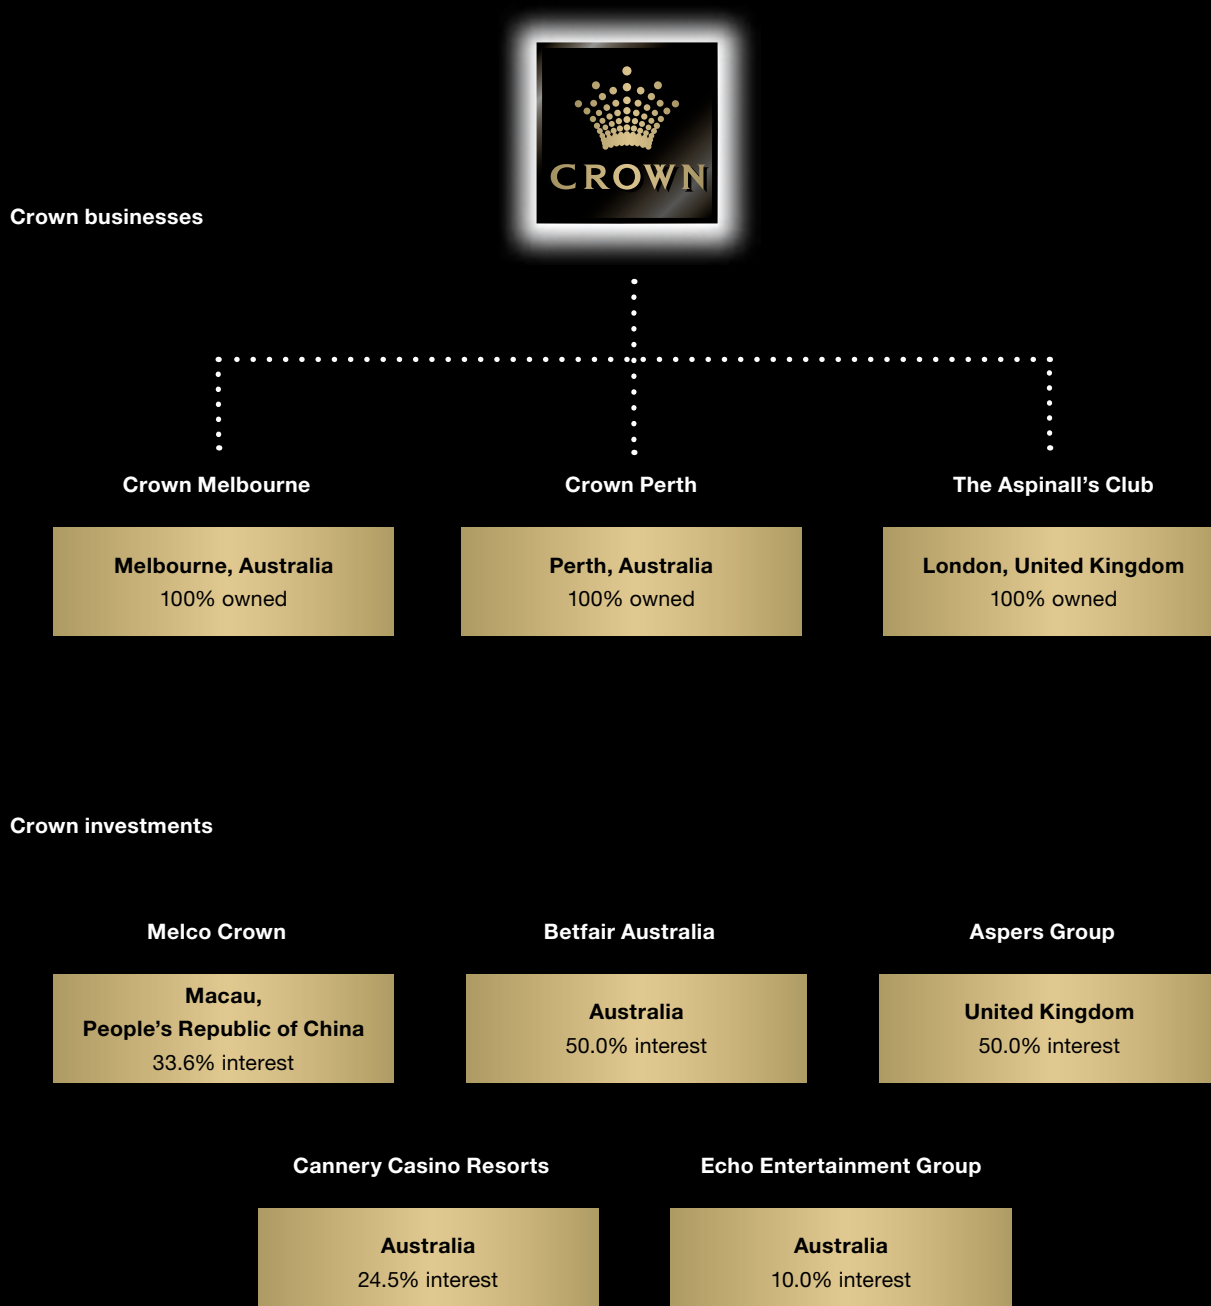 CROWN
Crown businesses
Crown Melbourne
Crown Perth
The Aspinall’s Club
Melbourne, Australia
100% owned
Perth, Australia
100% owned
London, United Kingdom
100% owned
Crown investments
Melco Crown
Betfair Australia
Aspers Group
Macau,
People’s Republic of China
33.6% interest
Australia
50.0% interest
United Kingdom
50.0% interest
Cannery Casino Resorts
Echo Entertainment Group
Australia
24.5% interest
Australia
10.0% interest